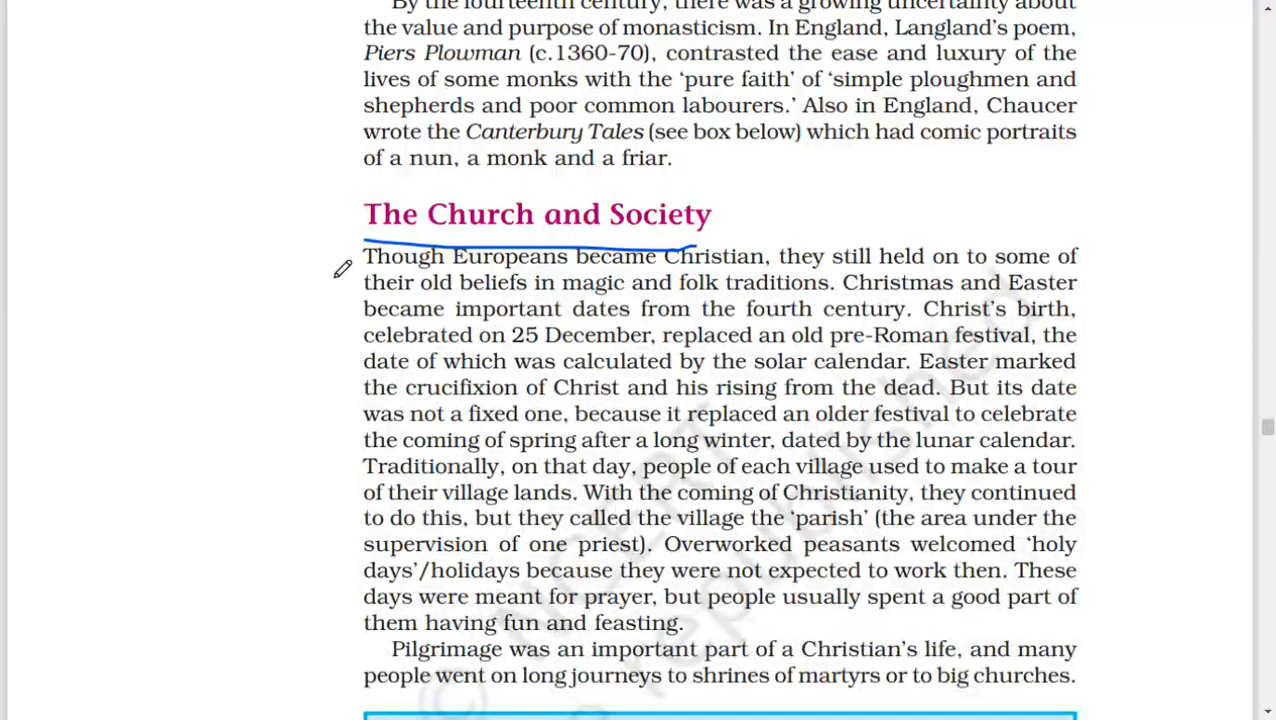 By the fourteenth century, there was a growing uncertainty about
the value and purpose of monasticism. In England, Langland's poem,
Piers Plowman (c.1360-70), contrasted the ease and luxury of the
lives of some monks with the 'pure faith' of 'simple ploughmen and
shepherds and poor common labourers.' Also in England, Chaucer
wrote the Canterbury Tales (see box below) which had comic portraits
of a nun, a monk and a friar.
The Church and Society
Though Europeans became Christian, they still held on to some of
their old beliefs in magic and folk traditions. Christmas and Easter
became important dates from the fourth century. Christ's birth,
celebrated on 25 December, replaced an old pre-Roman festival, the
date of which was calculated by the solar calendar. Easter marked
the crucifixion of Christ and his rising from the dead. But its date
was not a fixed one, because it replaced an older festival to celebrate
the coming of spring after a long winter, dated by the lunar calendar.
Traditionally, on that day, people of each village used to make a tour
of their village lands. With the coming of Christianity, they continued
to do this, but they called the village the 'parish' (the area under the
supervision of one priest). Overworked peasants welcomed 'holy
days'/holidays because they were not expected to work then. These
days were meant for prayer, but people usually spent a good part of
them having fun and feasting.
Pilgrimage was an important part of a Christian's life, and many
people went on long journeys to shrines of martyrs or to big churches.
© NCERT
republished